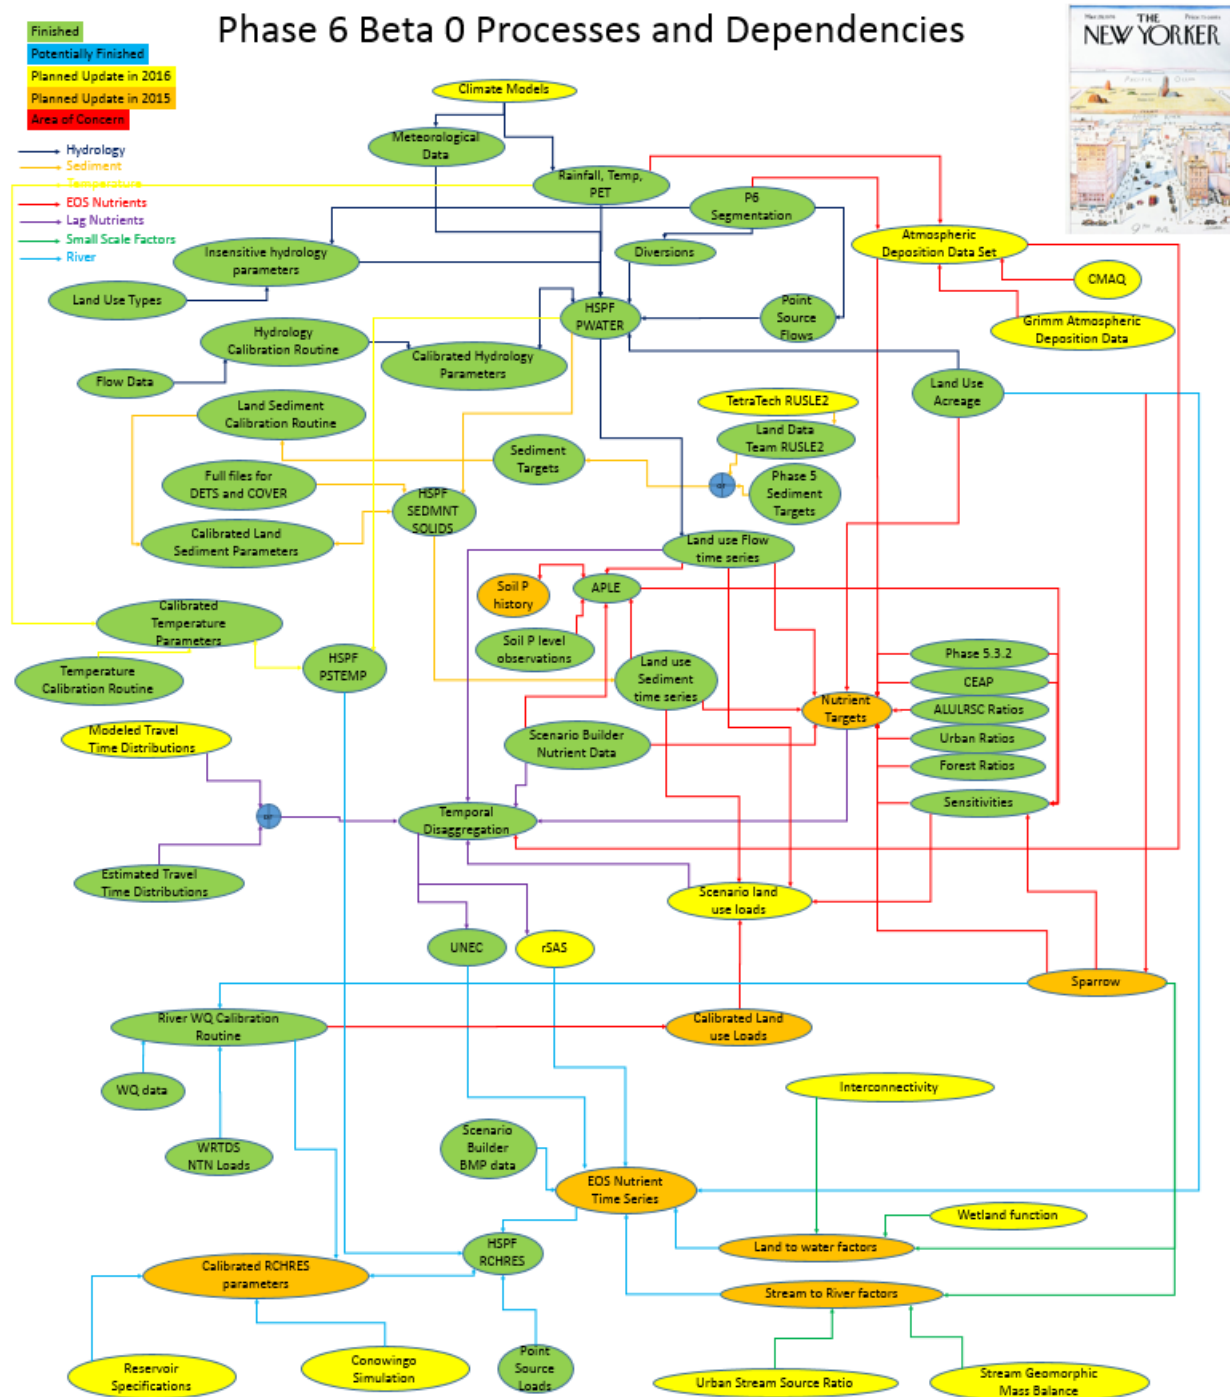 Phase 6 Beta 0 Processes and Dependencies
Finished
Potentially Finished
Planned Update in 2016
Planned Update in 2015
Area of Concern
Hydrology
Sediment
Temperature
EOS Nutrients
Lag Nutrients
Small Scale Factors
River
THE
NEW YORKER
Climate Models
Meteorological
Data
Rainfall, Temp,
PET
P6
Segmentation
Insensitive hydrology
parameters
Diversions
Atmospheric
Deposition Data Set
CMAQ
Land Use Types
HSPF
PWATER
Point
Source
Flows
Grimm Atmospheric
Deposition Data
Hydrology
Calibration Routine
Calibrated Hydrology
Parameters
Flow Data
Land Use
Acreage
Land Sediment
Calibration Routine
TetraTech RUSLE2
Land Data
Team RUSLE2
Sediment
Targets
Full files for
DETS and COVER
HSPF
SEDMNT
SOLIDS
Phase 5
Sediment
Targets
Calibrated Land
Sediment Parameters
Land use Flow
time series
Soil P
history
APLE
Calibrated
Temperature
Parameters
Soil P level
observations
HSPF
PSTEMP
Temperature
Calibration Routine
Land use
Sediment
time series
Phase 5.3.2
CEAP
Nutrient
Targets
ALULRSC Ratios
Urban Ratios
Forest Ratios
Sensitivities
Modeled Travel
Time Distributions
Scenario Builder
Nutrient Data
Temporal
Disaggregation
Estimated Travel
Time Distributions
Scenario land
use loads
UNEC
rSAS
Sparrow
River WQ Calibration
Routine
Calibrated Land
use Loads
WQ data
Interconnectivity
WRTDS
NTN Loads
Scenario
Builder
BMP data
EOS Nutrient
Time Series
Wetland function
HSPF
RCHRES
Land to water factors
Calibrated RCHRES
parameters
Stream to River factors
Reservoir
Specifications
Conowingo
Simulation
Point
Source
Loads
Urban Stream Source Ratio
Stream Geomorphic
Mass Balance